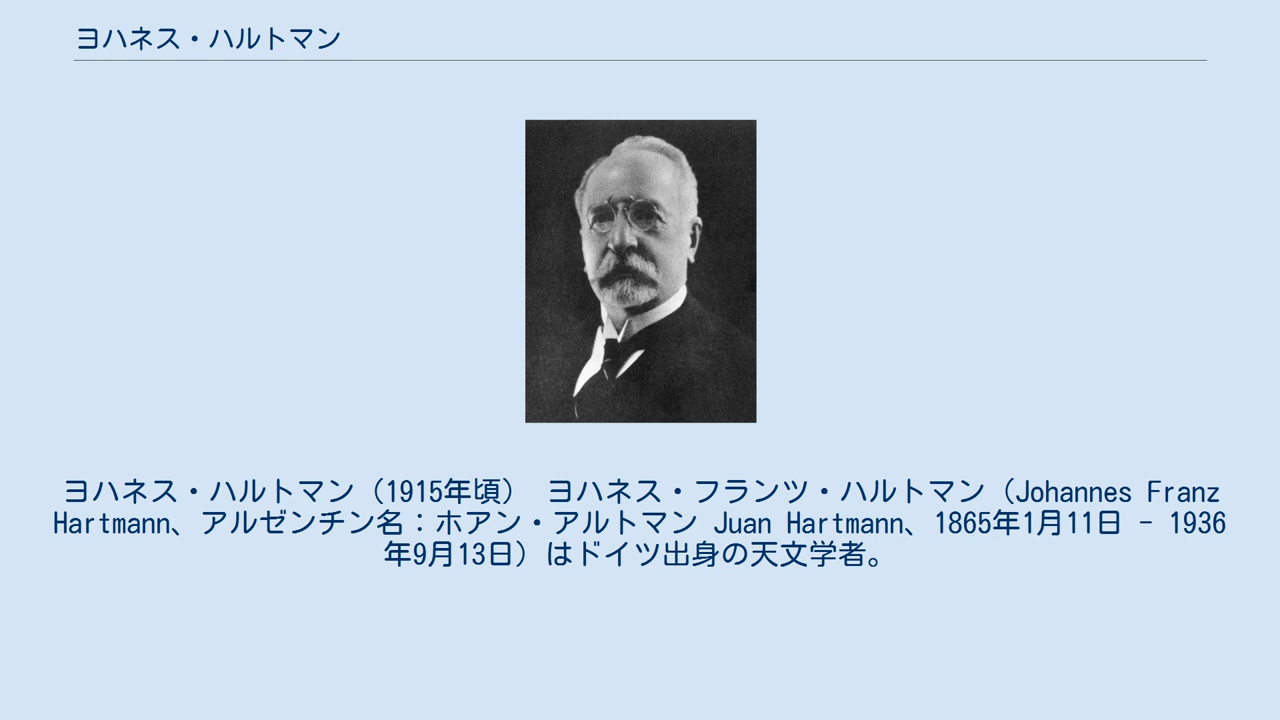 ヨハネス・ハルトマン
ヨハネス・ハルトマン（1915年頃） ヨハネス・フランツ・ハルトマン（Johannes Franz
Hartmann、アルゼンチン名：ホアン・アルトマン Juan Hartmann、1865年1月11日 - 1936
年9月13日）はドイツ出身の天文学者。